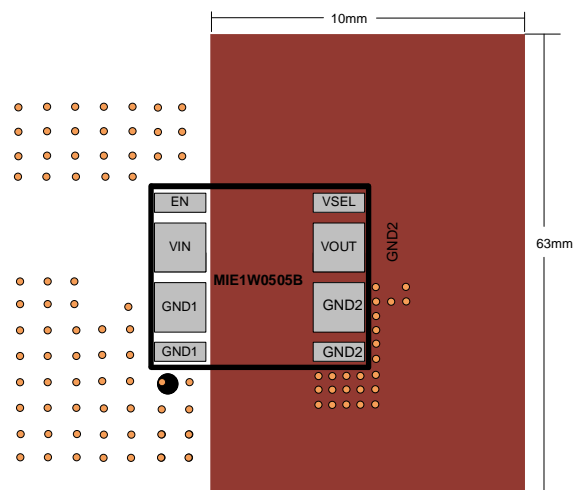 10mm
EN
VSEL
VIN
VOUT
GND2
63mm
MIE1W0505B
GND1
GND2
GND1
GND2